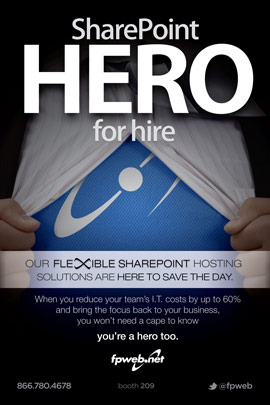 SharePoint
HERO
for hire
OUR FLEXIBLE SHAREPOINT HOSTING
SOLUTIONS ARE HERE TO SAVE THE DAY.
When you reduce your team's I.T. costs by up to 60%
and bring the focus back to your business,
you won't need a cape to know
you're a hero too.
fpweb.net
866.780.4678 booth 209 @fpweb